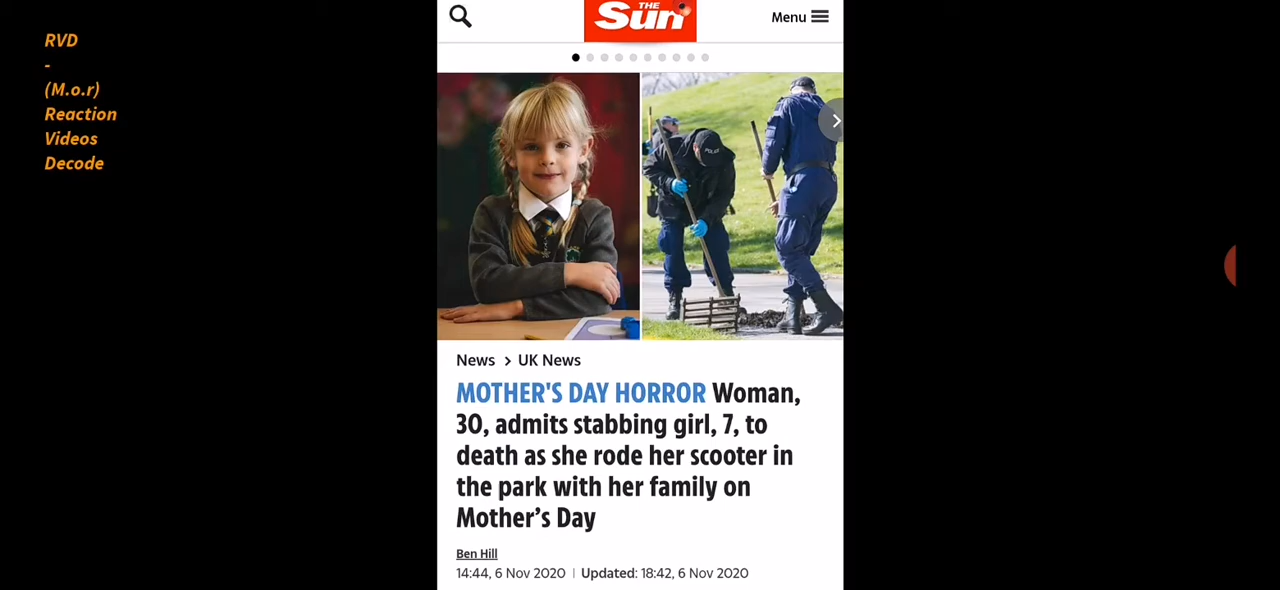 RVD
-
(M.o.r)
Reaction
Videos
Decode
THE
Sun
Menu
POLICE
News > UK News
MOTHER'S DAY HORROR Woman,
30, admits stabbing girl, 7, to
death as she rode her scooter in
the park with her family on
Mother’s Day
Ben Hill
14:44, 6 Nov 2020 | Updated: 18:42, 6 Nov 2020